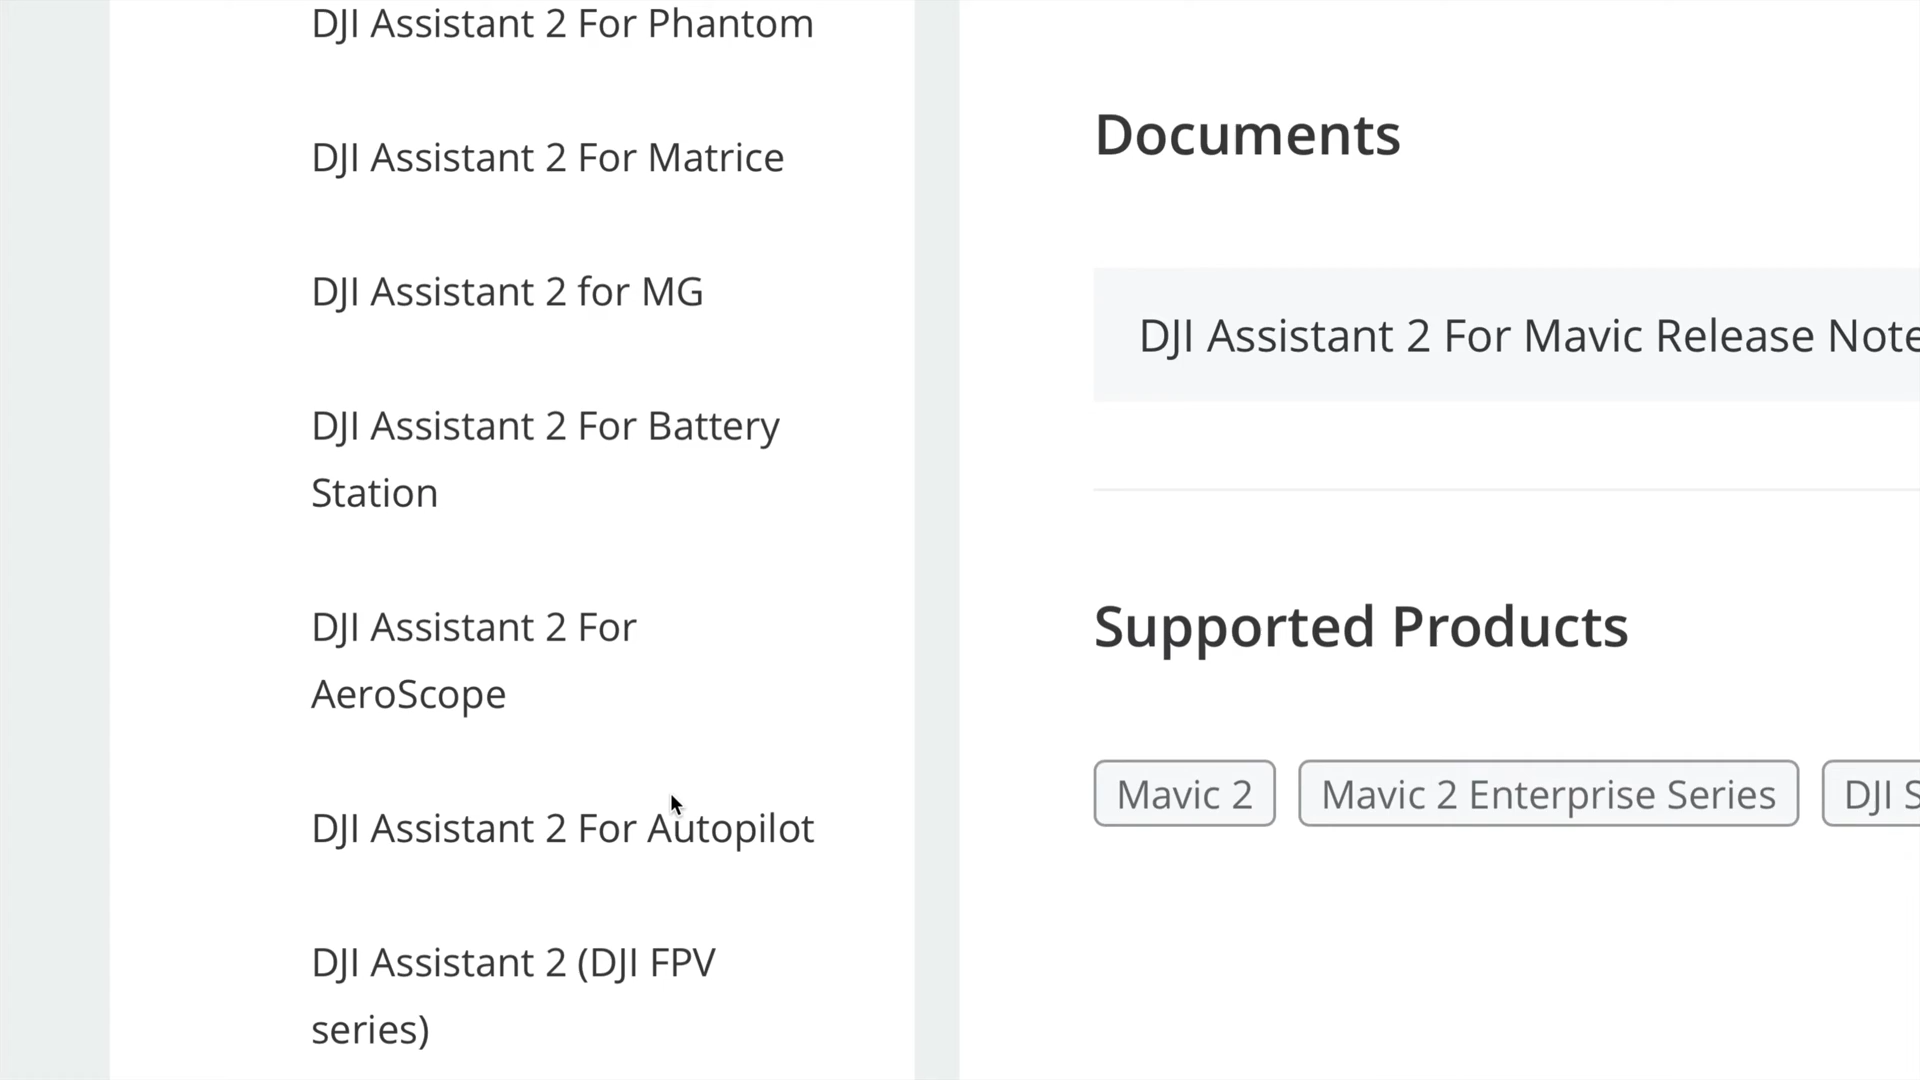 DJI Assistant 2 For Phantom
DJI Assistant 2 For Matrice
DJI Assistant 2 for MG
DJI Assistant 2 For Battery
Station
DJI Assistant 2 For
AeroScope
DJI Assistant 2 For Autopilot
DJI Assistant 2 (DJI FPV
series)
Documents
DJI Assistant 2 For Mavic Release Note
Supported Products
Mavic 2
Mavic 2 Enterprise Series
DJI S